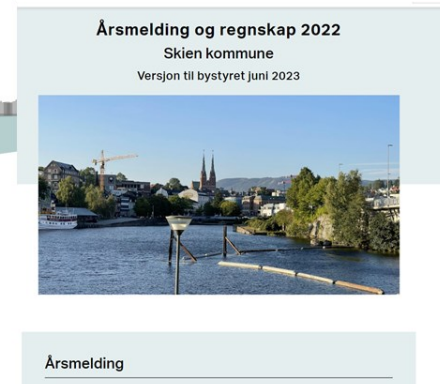 Årsmelding og regnskap 2022
Skien kommune
Versjon til bystyret juni 2023
Årsmelding